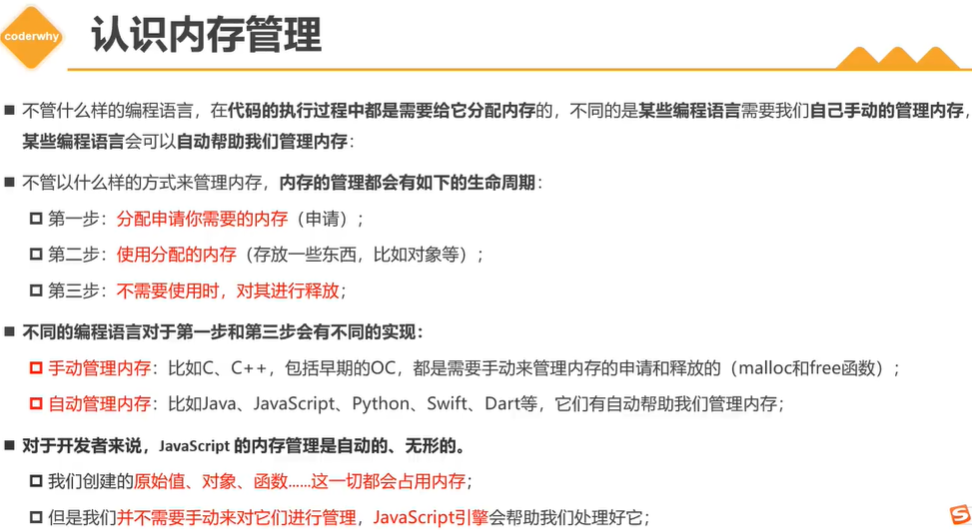 coderwhy
认识内存管理
■ 不管什么样的编程语言，在代码的执行过程中都是需要给它分配内存的，不同的是某些编程语言需要我们自己手动的管理内存，
某些编程语言会可以自动帮助我们管理内存：
■ 不管以什么样的方式来管理内存，内存的管理都会有如下的生命周期：
第一步：分配申请你需要的内存（申请）；
第二步：使用分配的内存（存放一些东西，比如对象等）；
第三步：不需要使用时，对其进行释放；
■ 不同的编程语言对于第一步和第三步会有不同的实现：
手动管理内存：比如C、C++，包括早期的OC，都是需要手动来管理内存的申请和释放的（malloc和free函数）；
自动管理内存：比如Java、JavaScript、Python、Swift、Dart等，它们有自动帮助我们管理内存；
■ 对于开发者来说，JavaScript 的内存管理是自动的、无形的。
我们创建的原始值、对象、函数……这一切都会占用内存；
但是我们并不需要手动来对它们进行管理，JavaScript引擎会帮助我们处理好它；